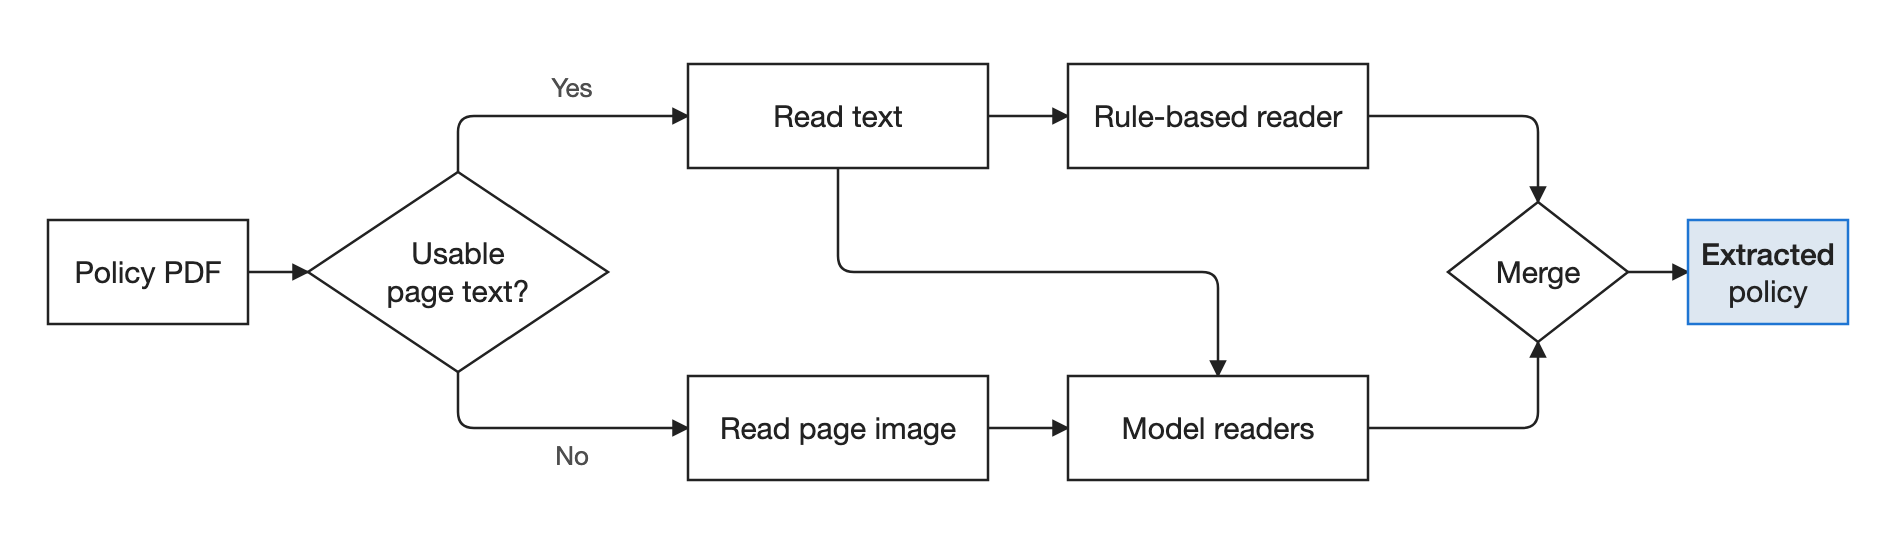 Policy PDF
Usable
page text?
Yes
No
Read text
Read page image
Rule-based reader
Model readers
Merge
Extracted
policy